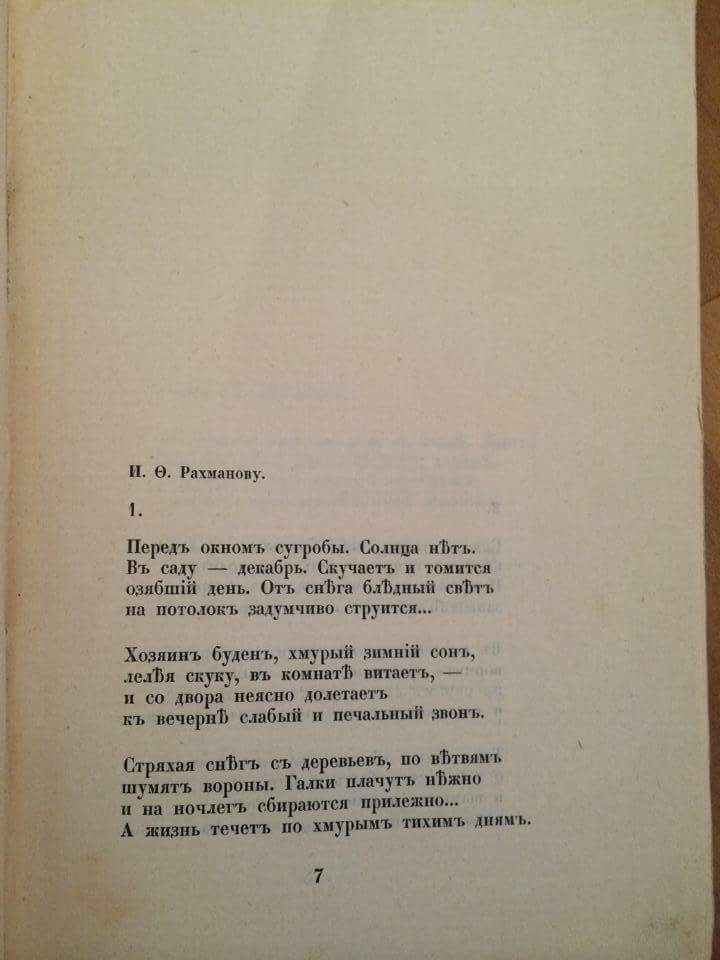 И. Ѳ. Рахманову.
1.
Передъ окномъ сугробы. Солнца нѣтъ.
Въ саду — декабрь. Скучаетъ и томится
озябшій день. Отъ снѣга блѣдный свѣтъ
на потолокъ задумчиво струится...
Хозяинъ буденъ, хмурый зимній сонъ,
лелѣя скуку, въ комнатѣ витаетъ, —
и со двора неясно долетаетъ
къ вечернѣ слабый и печальный звонъ.
Стряхая снѣгъ съ деревьевъ, по вѣтвямъ
шумятъ вороны. Галки плачутъ нѣжно
и на ночлегъ сбираются прилежно...
А жизнь течетъ по хмурымъ тихимъ днямъ.
7